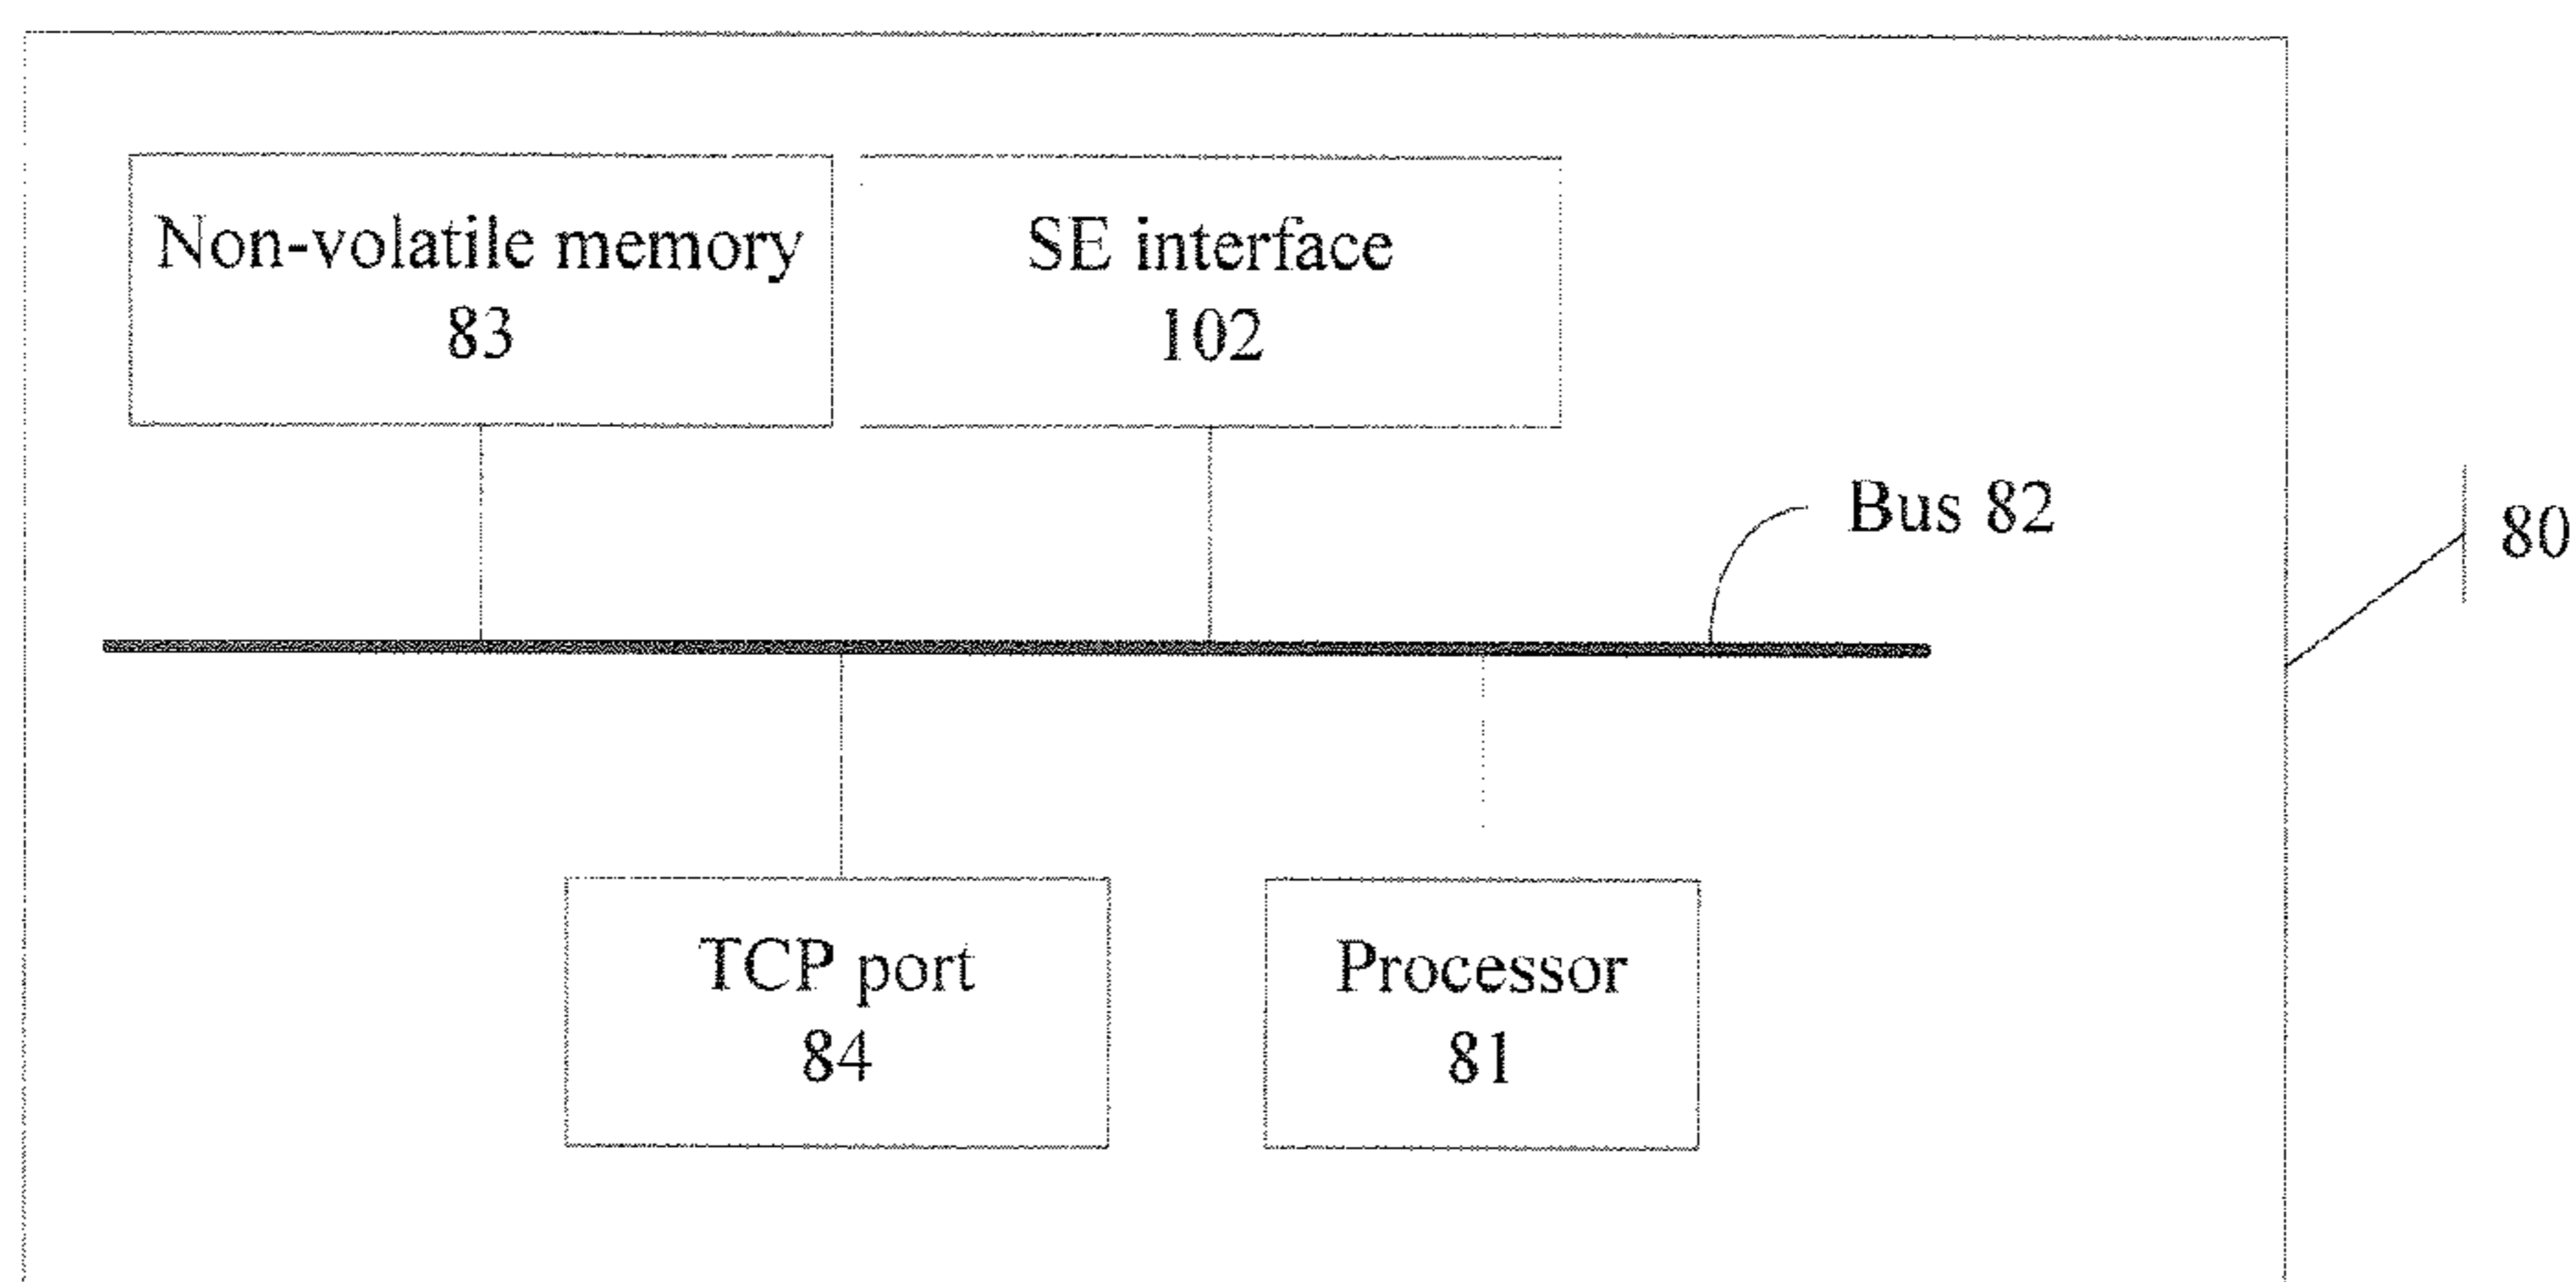 Non-volatile memory
83
SE interface
102
Bus 82
80
TCP port
84
Processor
81